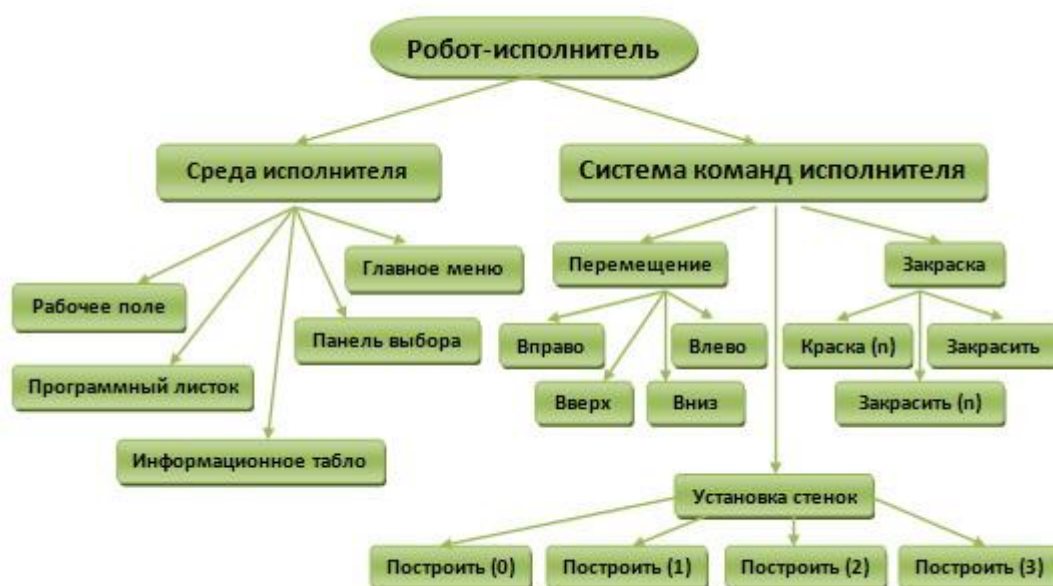 Робот-исполнитель
Среда исполнителя
Система команд исполнителя
Главное меню
Перемещение
Закраска
Рабочее поле
Панель выбора
Вправо
Влево
Краска (n)
Закрасить
Программный листок
Вверх
Вниз
Закрасить (n)
Информационное табло
Установка стенок
Построить (0)
Построить (1)
Построить (2)
Построить (3)